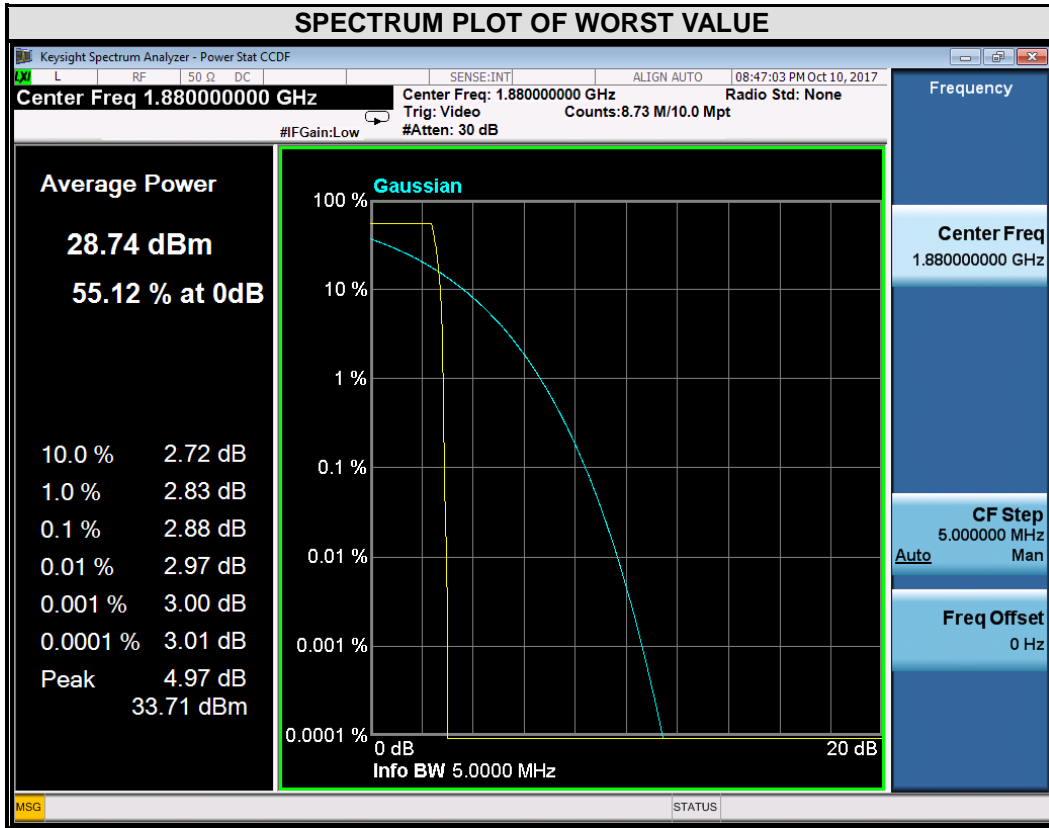 SPECTRUM PLOT OF WORST VALUE
Keysight Spectrum Analyzer - Power Stat CCDF
LXI L RF 50 Ω DC SENSE:INT ALIGN AUTO 08:47:03 PM Oct 10, 2017
Center Freq 1.880000000 GHz
Center Freq: 1.880000000 GHz Radio Std: None
Trig: Video Counts:8.73 M/10.0 Mpt
#IFGain:Low #Atten: 30 dB
Frequency
Average Power
28.74 dBm
55.12 % at 0dB
10.0 % 2.72 dB
1.0 % 2.83 dB
0.1 % 2.88 dB
0.01 % 2.97 dB
0.001 % 3.00 dB
0.0001 % 3.01 dB
Peak 4.97 dB
33.71 dBm
Gaussian
100 %
10 %
1 %
0.1 %
0.01 %
0.001 %
0.0001 %
0 dB 20 dB
Info BW 5.0000 MHz
Center Freq
1.880000000 GHz
CF Step
5.000000 MHz
Auto Man
Freq Offset
0 Hz
MSG STATUS